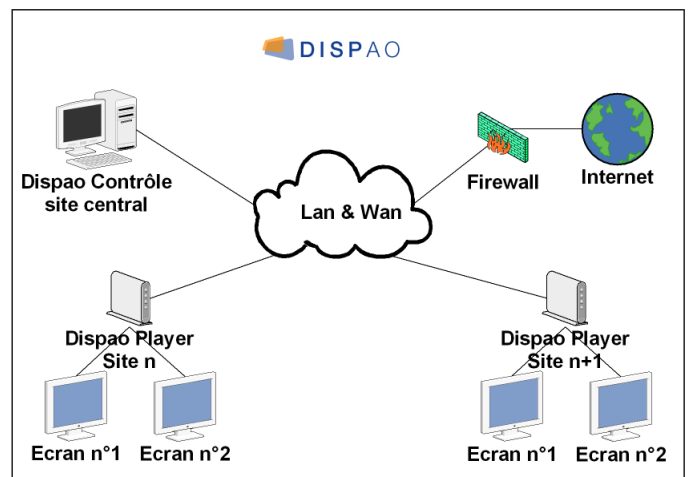 DISPAO
Dispao Contrôle
site central
Firewall
Internet
Lan & Wan
Dispao Player
Site n
Dispao Player
Site n+1
Ecran n°1
Ecran n°2
Ecran n°1
Ecran n°2